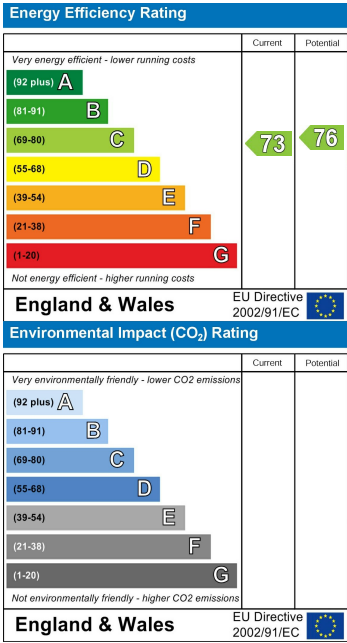 Energy Efficiency Rating
Current Potential
Very energy efficient - lower running costs
(92 plus) A
(81-91) B
(69-80) C
73 76
(55-68) D
(39-54) E
(21-38) F
(1-20) G
Not energy efficient - higher running costs
England & Wales
EU Directive
2002/91/EC
Environmental Impact (CO₂) Rating
Current Potential
Very environmentally friendly - lower CO2 emissions
(92 plus) A
(81-91) B
(69-80) C
(55-68) D
(39-54) E
(21-38) F
(1-20) G
Not environmentally friendly - higher CO2 emissions
England & Wales
EU Directive
2002/91/EC